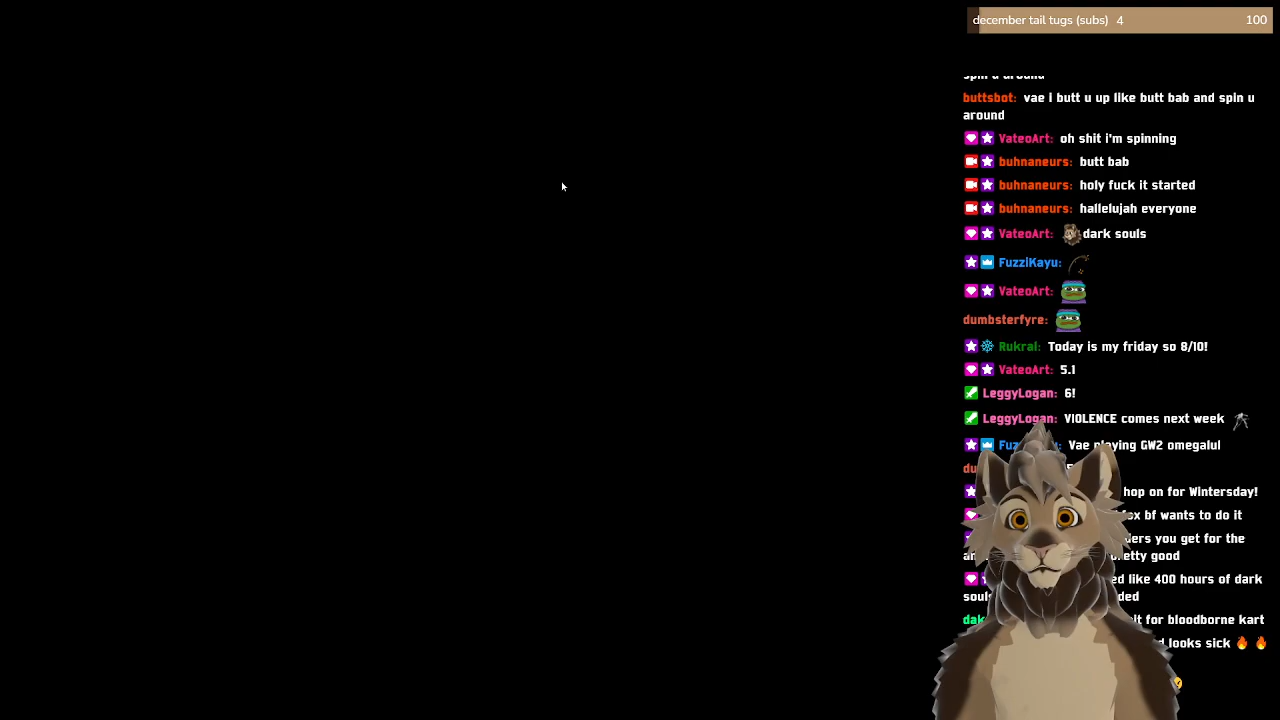 december tail tugs (subs) 4 100
spin u around
buttsbot: vae i butt u up like butt bab and spin u
around
VateoArt: oh shit i'm spinning
buhnaneurs: butt bab
buhnaneurs: holy fuck it started
buhnaneurs: hallelujah everyone
VateoArt: dark souls
FuzziKayu:
VateoArt:
dumbsterfyre:
Rukral: Today is my friday so 8/10!
VateoArt: 5.1
LeggyLogan: 6!
LeggyLogan: VIOLENCE comes next week
Vae playing GW2 omegalul
hop on for Wintersday!
bf wants to do it
you get for the
pretty good
like 400 hours of dark
for bloodborne kart
looks sick 🔥 🔥